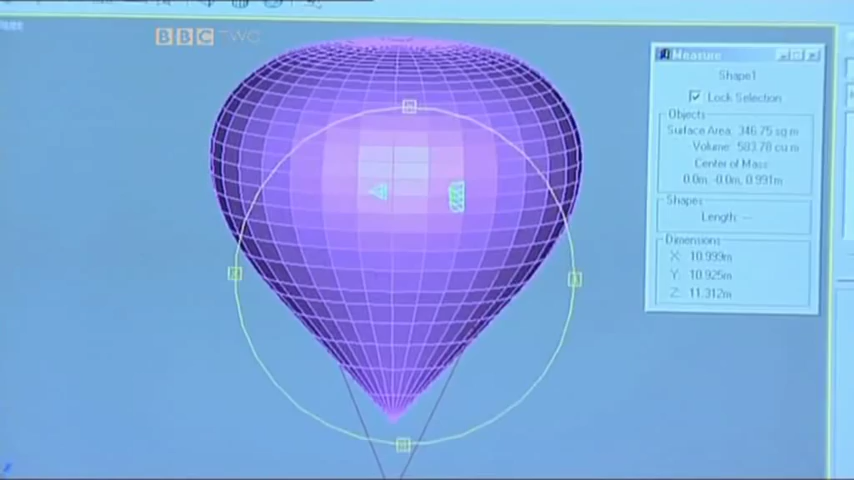 BBC TWO
Measure
Shape1
Lock Selection
Objects
Surface Area: 346.75 sq m
Volume: 583.78 cu m
Center of Mass:
0.0m, -0.0m, 0.991m
Shapes
Length: ---
Dimensions
X: 10.999m
Y: 10.925m
Z: 11.312m